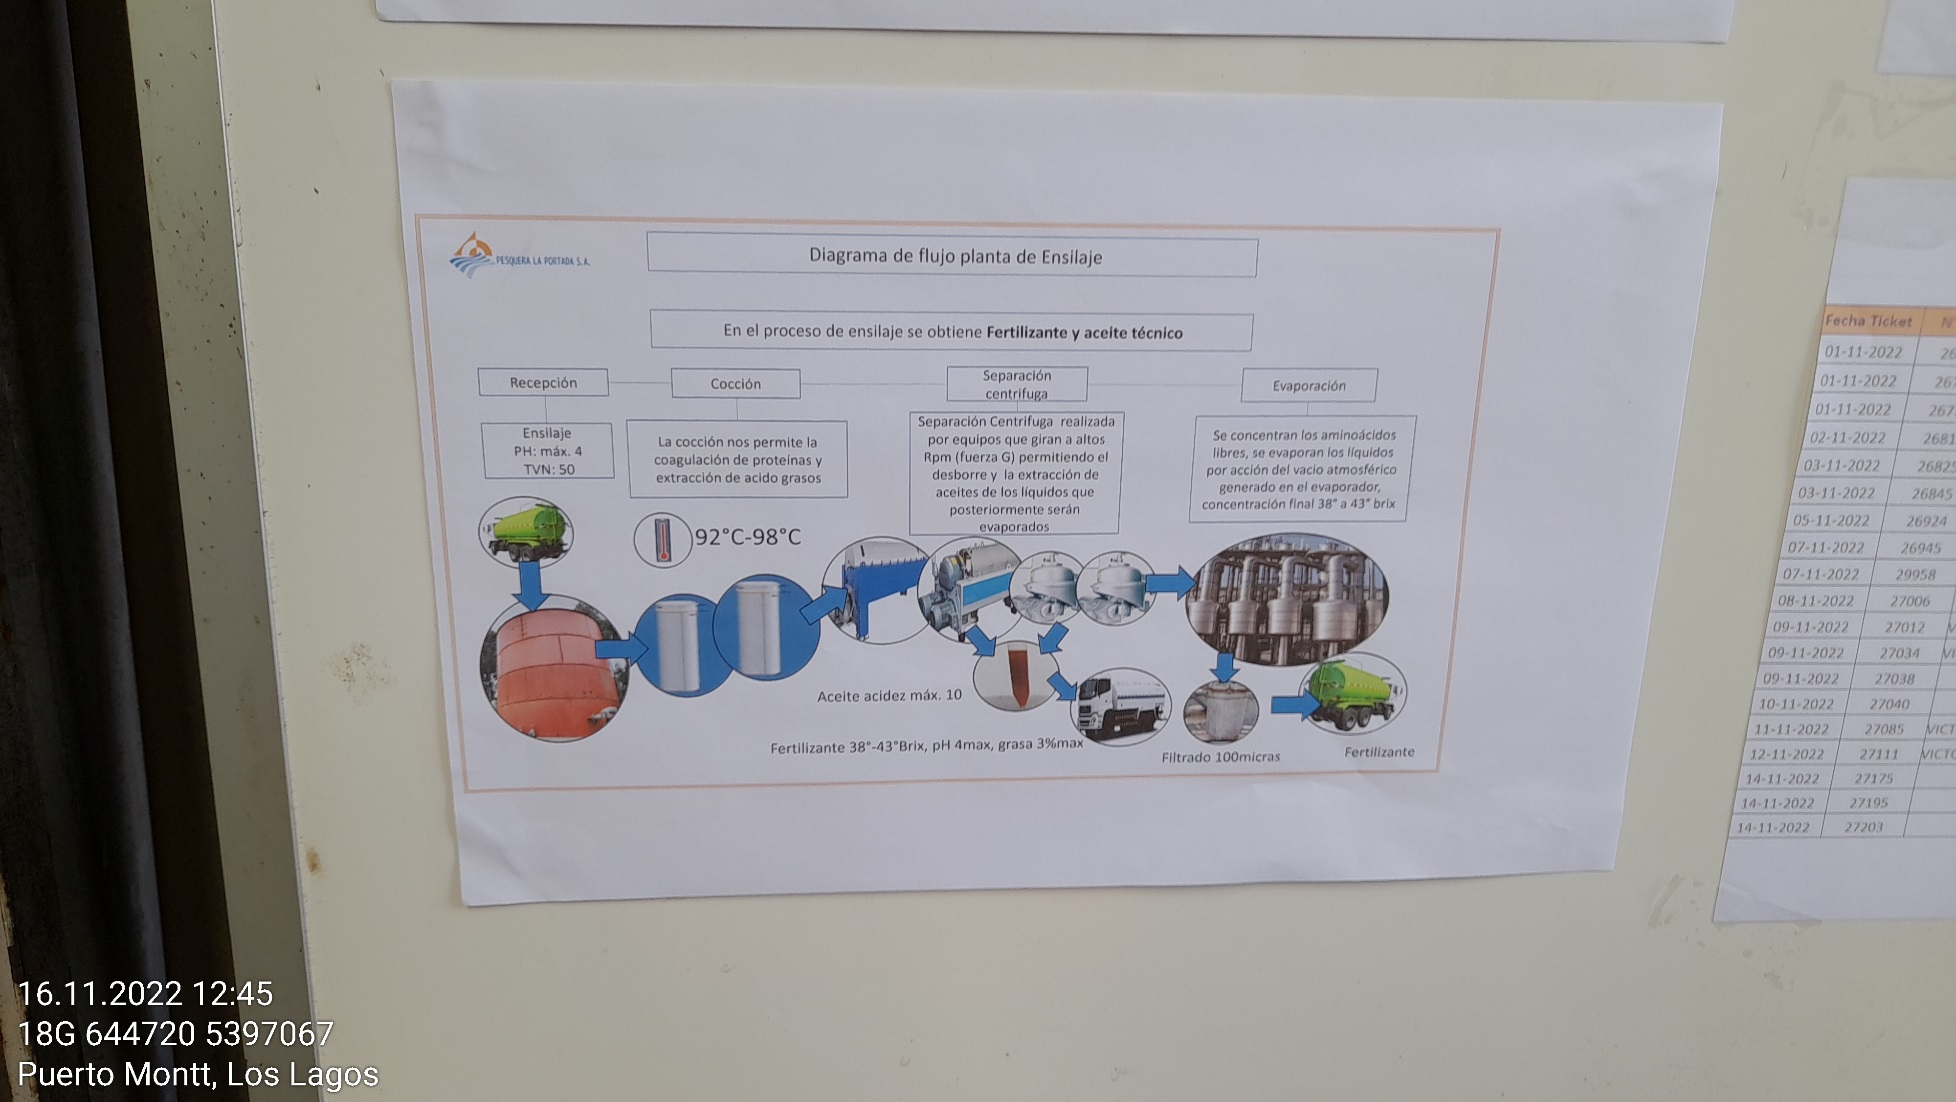 PESQUERA LA PORTADA S.A.
Diagrama de flujo planta de Ensilaje
En el proceso de ensilaje se obtiene Fertilizante y aceite técnico
Recepción
Cocción
Separación
centrifuga
Evaporación
Ensilaje
PH: máx. 4
TVN: 50
La cocción nos permite la
coagulación de proteínas y
extracción de acido grasos
Separación Centrifuga realizada
por equipos que giran a altos
Rpm (fuerza G) permitiendo el
desborre y la extracción de
aceites de los líquidos que
posteriormente serán
evaporados
Se concentran los aminoácidos
libres, se evaporan los líquidos
por acción del vacio atmosférico
generado en el evaporador,
concentración final 38° a 43° brix
92°C-98°C
Aceite acidez máx. 10
Fertilizante 38°-43°Brix, pH 4max, grasa 3%max
Filtrado 100micras
Fertilizante
Fecha Ticket N
01-11-2022 26
01-11-2022 267
01-11-2022 267
02-11-2022 2681
03-11-2022 26825
03-11-2022 26845
05-11-2022 26924
07-11-2022 26945
07-11-2022 29958
08-11-2022 27006
09-11-2022 27012
09-11-2022 27034
09-11-2022 27038
10-11-2022 27040
11-11-2022 27085 VICT
12-11-2022 27111 VICTO
14-11-2022 27175
14-11-2022 27195
14-11-2022 27203
16.11.2022 12:45
18G 644720 5397067
Puerto Montt, Los Lagos